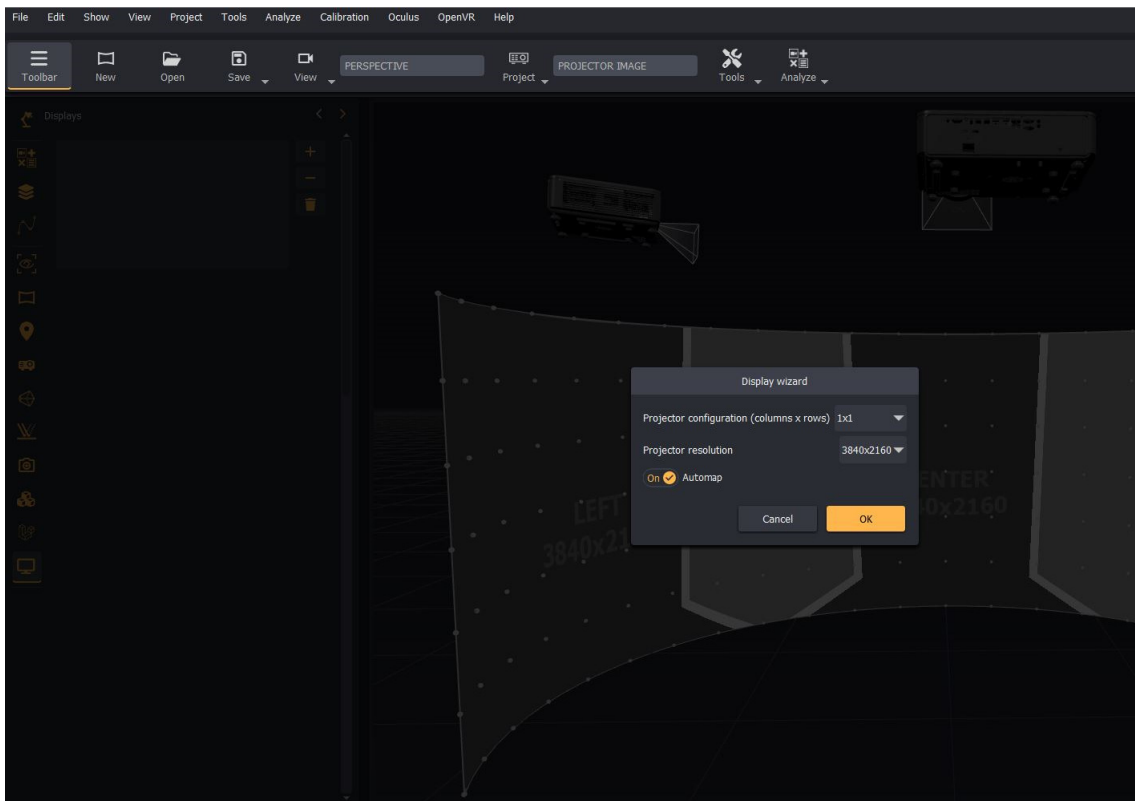 File Edit Show View Project Tools Analyze Calibration Oculus OpenVR Help
Toolbar New Open Save View PERSPECTIVE Project PROJECTOR IMAGE Tools Analyze
Displays
Display wizard
Projector configuration (columns x rows) 1x1
Projector resolution 3840x2160
On Automap
Cancel OK
LEFT
3840x21
ENTER
0x2160